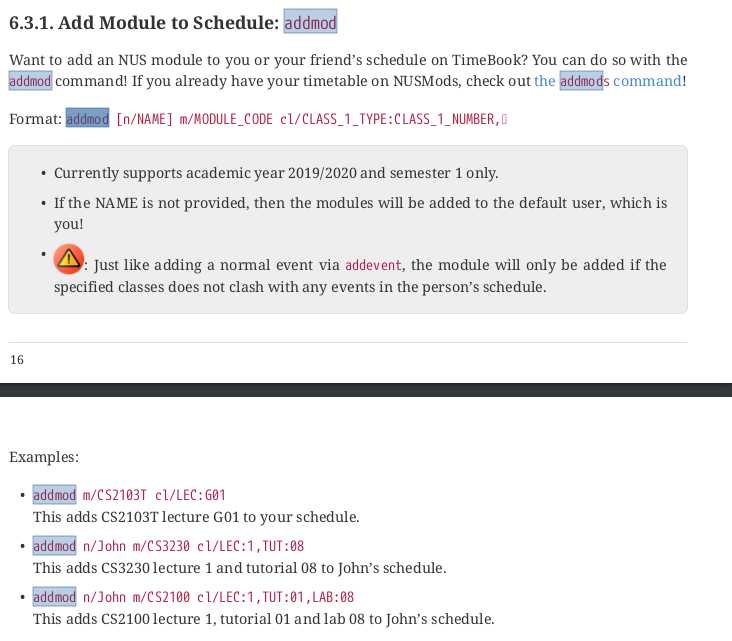 6.3.1. Add Module to Schedule: addmod
Want to add an NUS module to you or your friend’s schedule on TimeBook? You can do so with the
addmod command! If you already have your timetable on NUSMods, check out the addmods command!
Format: addmod [n/NAME] m/MODULE_CODE cl/CLASS_1_TYPE:CLASS_1_NUMBER,▯
• Currently supports academic year 2019/2020 and semester 1 only.
• If the NAME is not provided, then the modules will be added to the default user, which is
you!
• : Just like adding a normal event via addevent, the module will only be added if the
specified classes does not clash with any events in the person’s schedule.
16
Examples:
• addmod m/CS2103T cl/LEC:G01
This adds CS2103T lecture G01 to your schedule.
• addmod n/John m/CS3230 cl/LEC:1,TUT:08
This adds CS3230 lecture 1 and tutorial 08 to John’s schedule.
• addmod n/John m/CS2100 cl/LEC:1,TUT:01,LAB:08
This adds CS2100 lecture 1, tutorial 01 and lab 08 to John’s schedule.